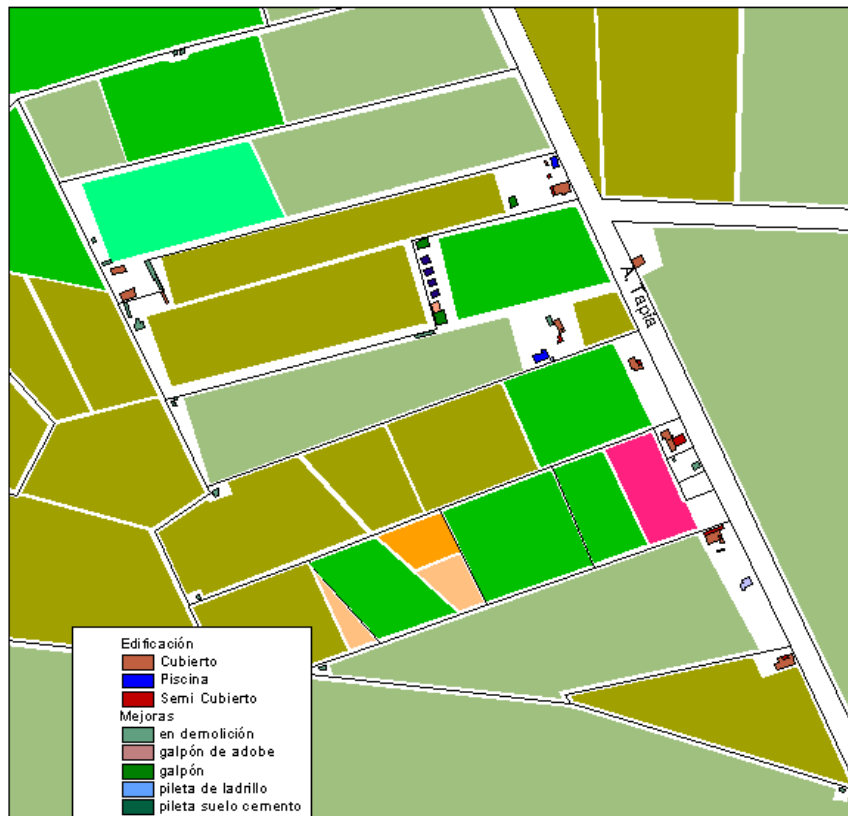 A. Tapia
Edificación
Cubierto
Piscina
Semi Cubierto
Mejoras
en demolición
galpón de adobe
galpón
pileta de ladrillo
pileta suelo cemento